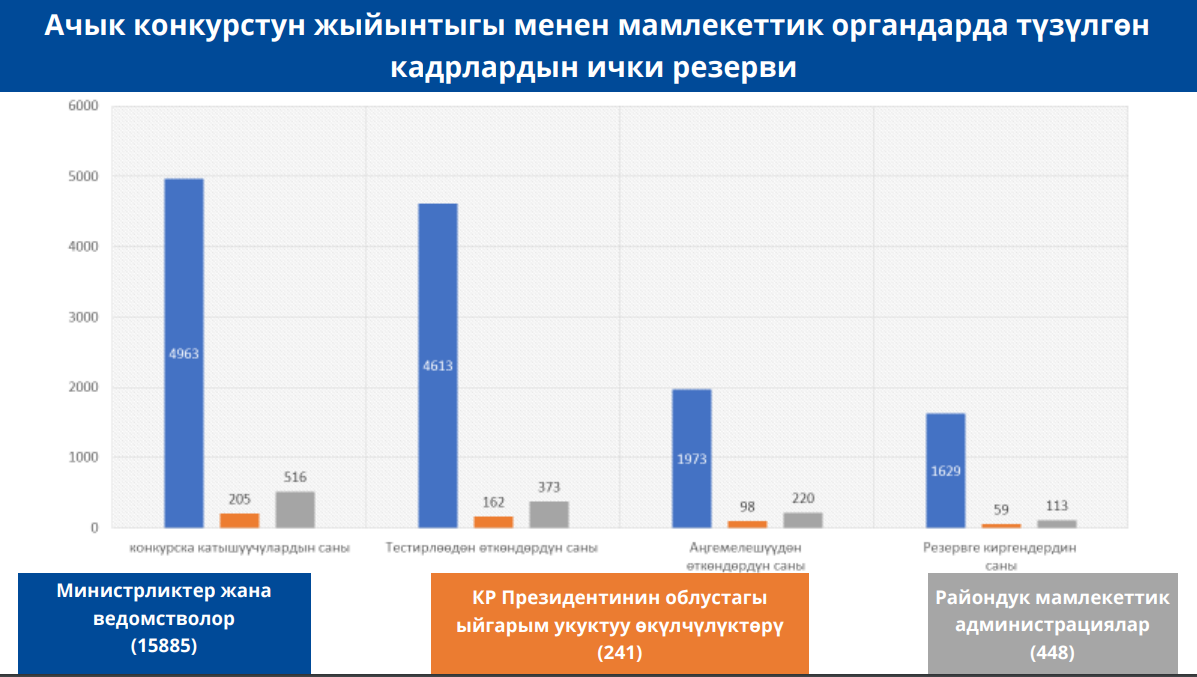 Ачык конкурстун жыйынтыгы менен мамлекеттик органдарда түзүлгөн
кадрлардын ички резерви
6000
5000
4000
3000
2000
1000
0
4963
205
516
4613
162
373
1973
98
220
1629
59
113
конкурска катышуучулардын саны
Тестирлөөдөн өткөндөрдүн саны
Аңгемелешүүдөн
өткөндөрдүн саны
Резервге киргендердин
саны
Министрликтер жана
ведомстволор
(15885)
КР Президентинин облустагы
ыйгарым укуктуу өкүлчүлүктөрү
(241)
Райондук мамлекеттик
администрациялар
(448)